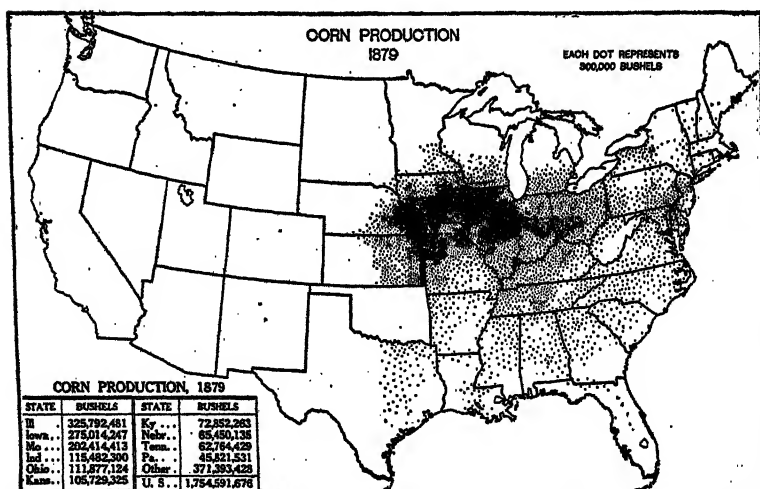 CORN PRODUCTION
1879
EACH DOT REPRESENTS
300,000 BUSHELS
CORN PRODUCTION, 1879
STATE BUSHELS STATE BUSHELS
Ill 325,792,481 Ky... 72,852,263
Iowa.. 275,014,247 Nebr.. 65,450,135
Mo... 202,414,413 Tenn.. 62,764,429
Ind... 115,482,300 Pa... 45,821,531
Ohio.. 111,877,124 Other. 371,393,428
Kans.. 105,729,325 U. S.. 1,754,591,676